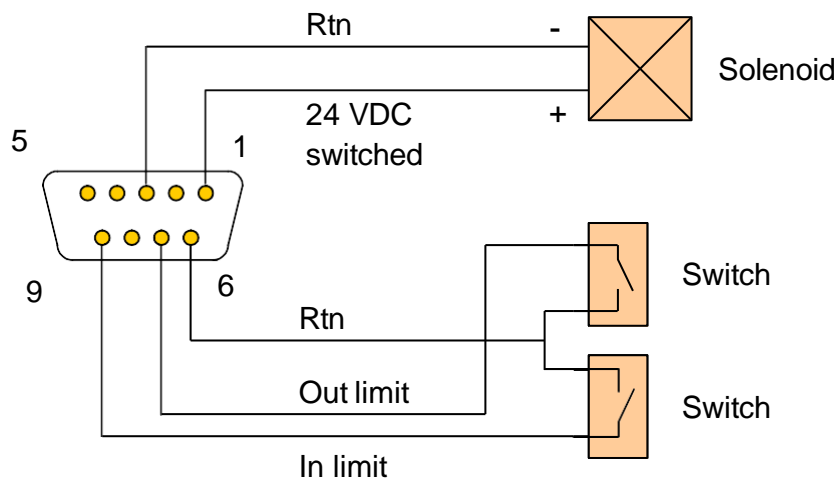 Rtn
-
Solenoid
24 VDC
+
switched
5
1
9
6
Switch
Rtn
Out limit
Switch
In limit